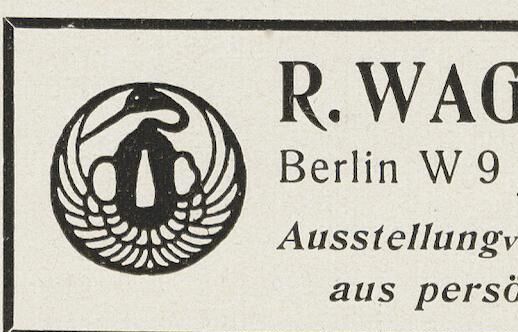 R. WAG
Berlin W 9
Ausstellung v
aus persö